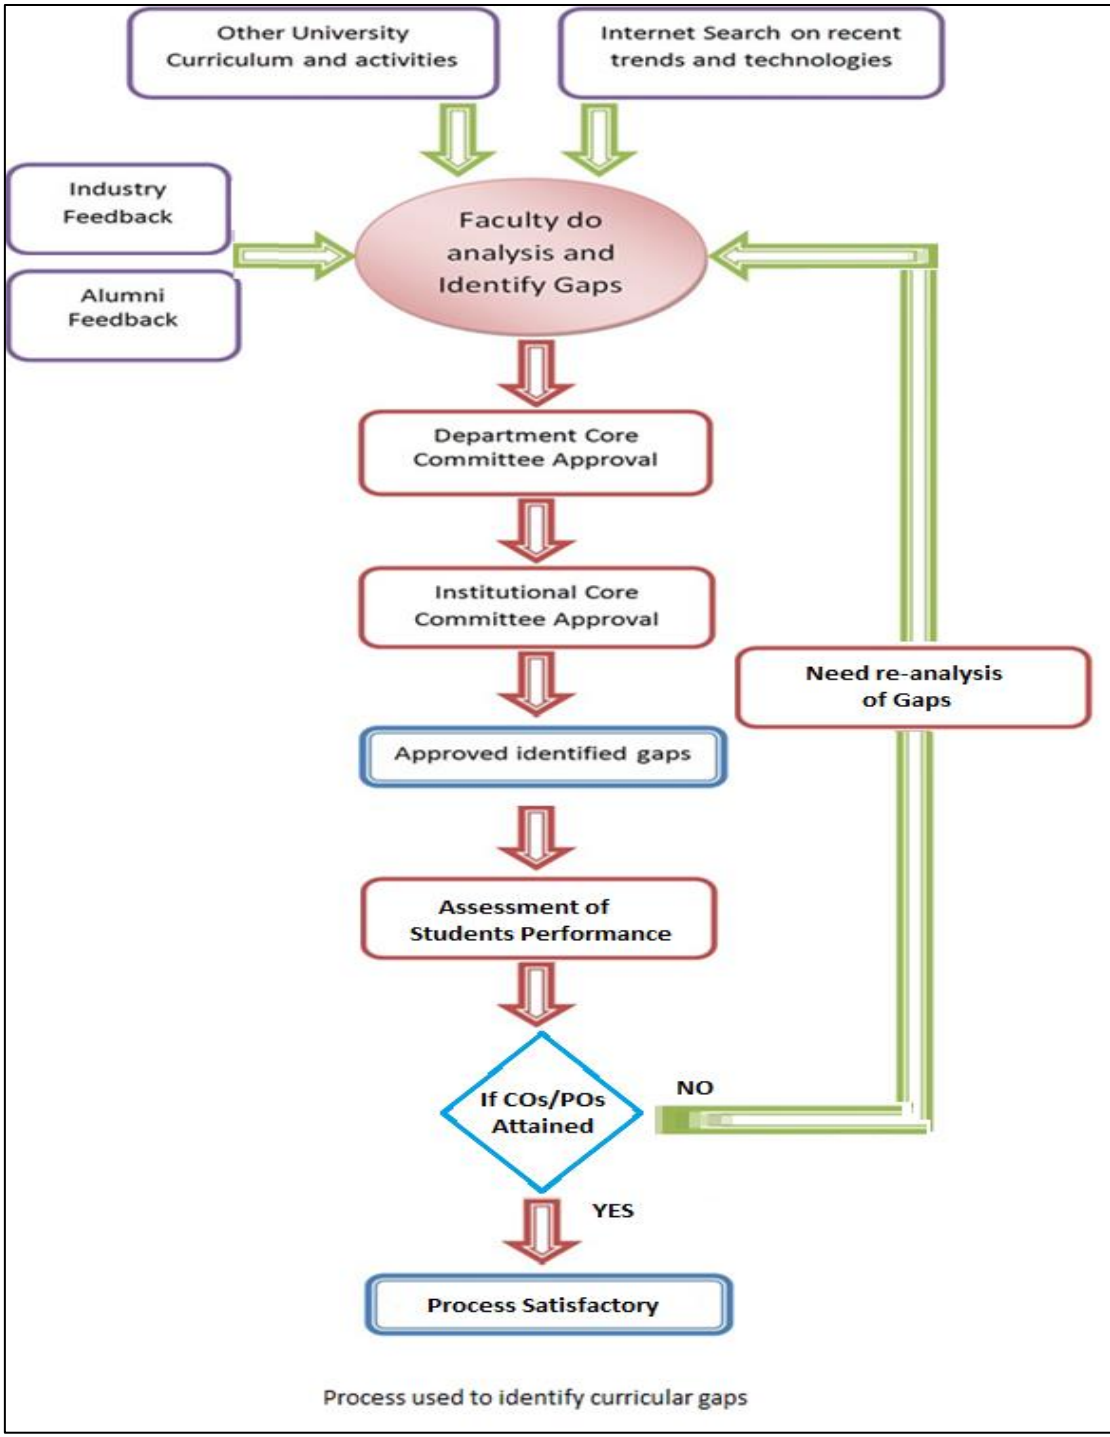 Other University
Curriculum and activities
Internet Search on recent
trends and technologies
Industry
Feedback
Alumni
Feedback
Faculty do
analysis and
Identify Gaps
Department Core
Committee Approval
Institutional Core
Committee Approval
Need re-analysis
of Gaps
Approved identified gaps
Assessment of
Students Performance
If COs/POs
Attained
NO
YES
Process Satisfactory
Process used to identify curricular gaps